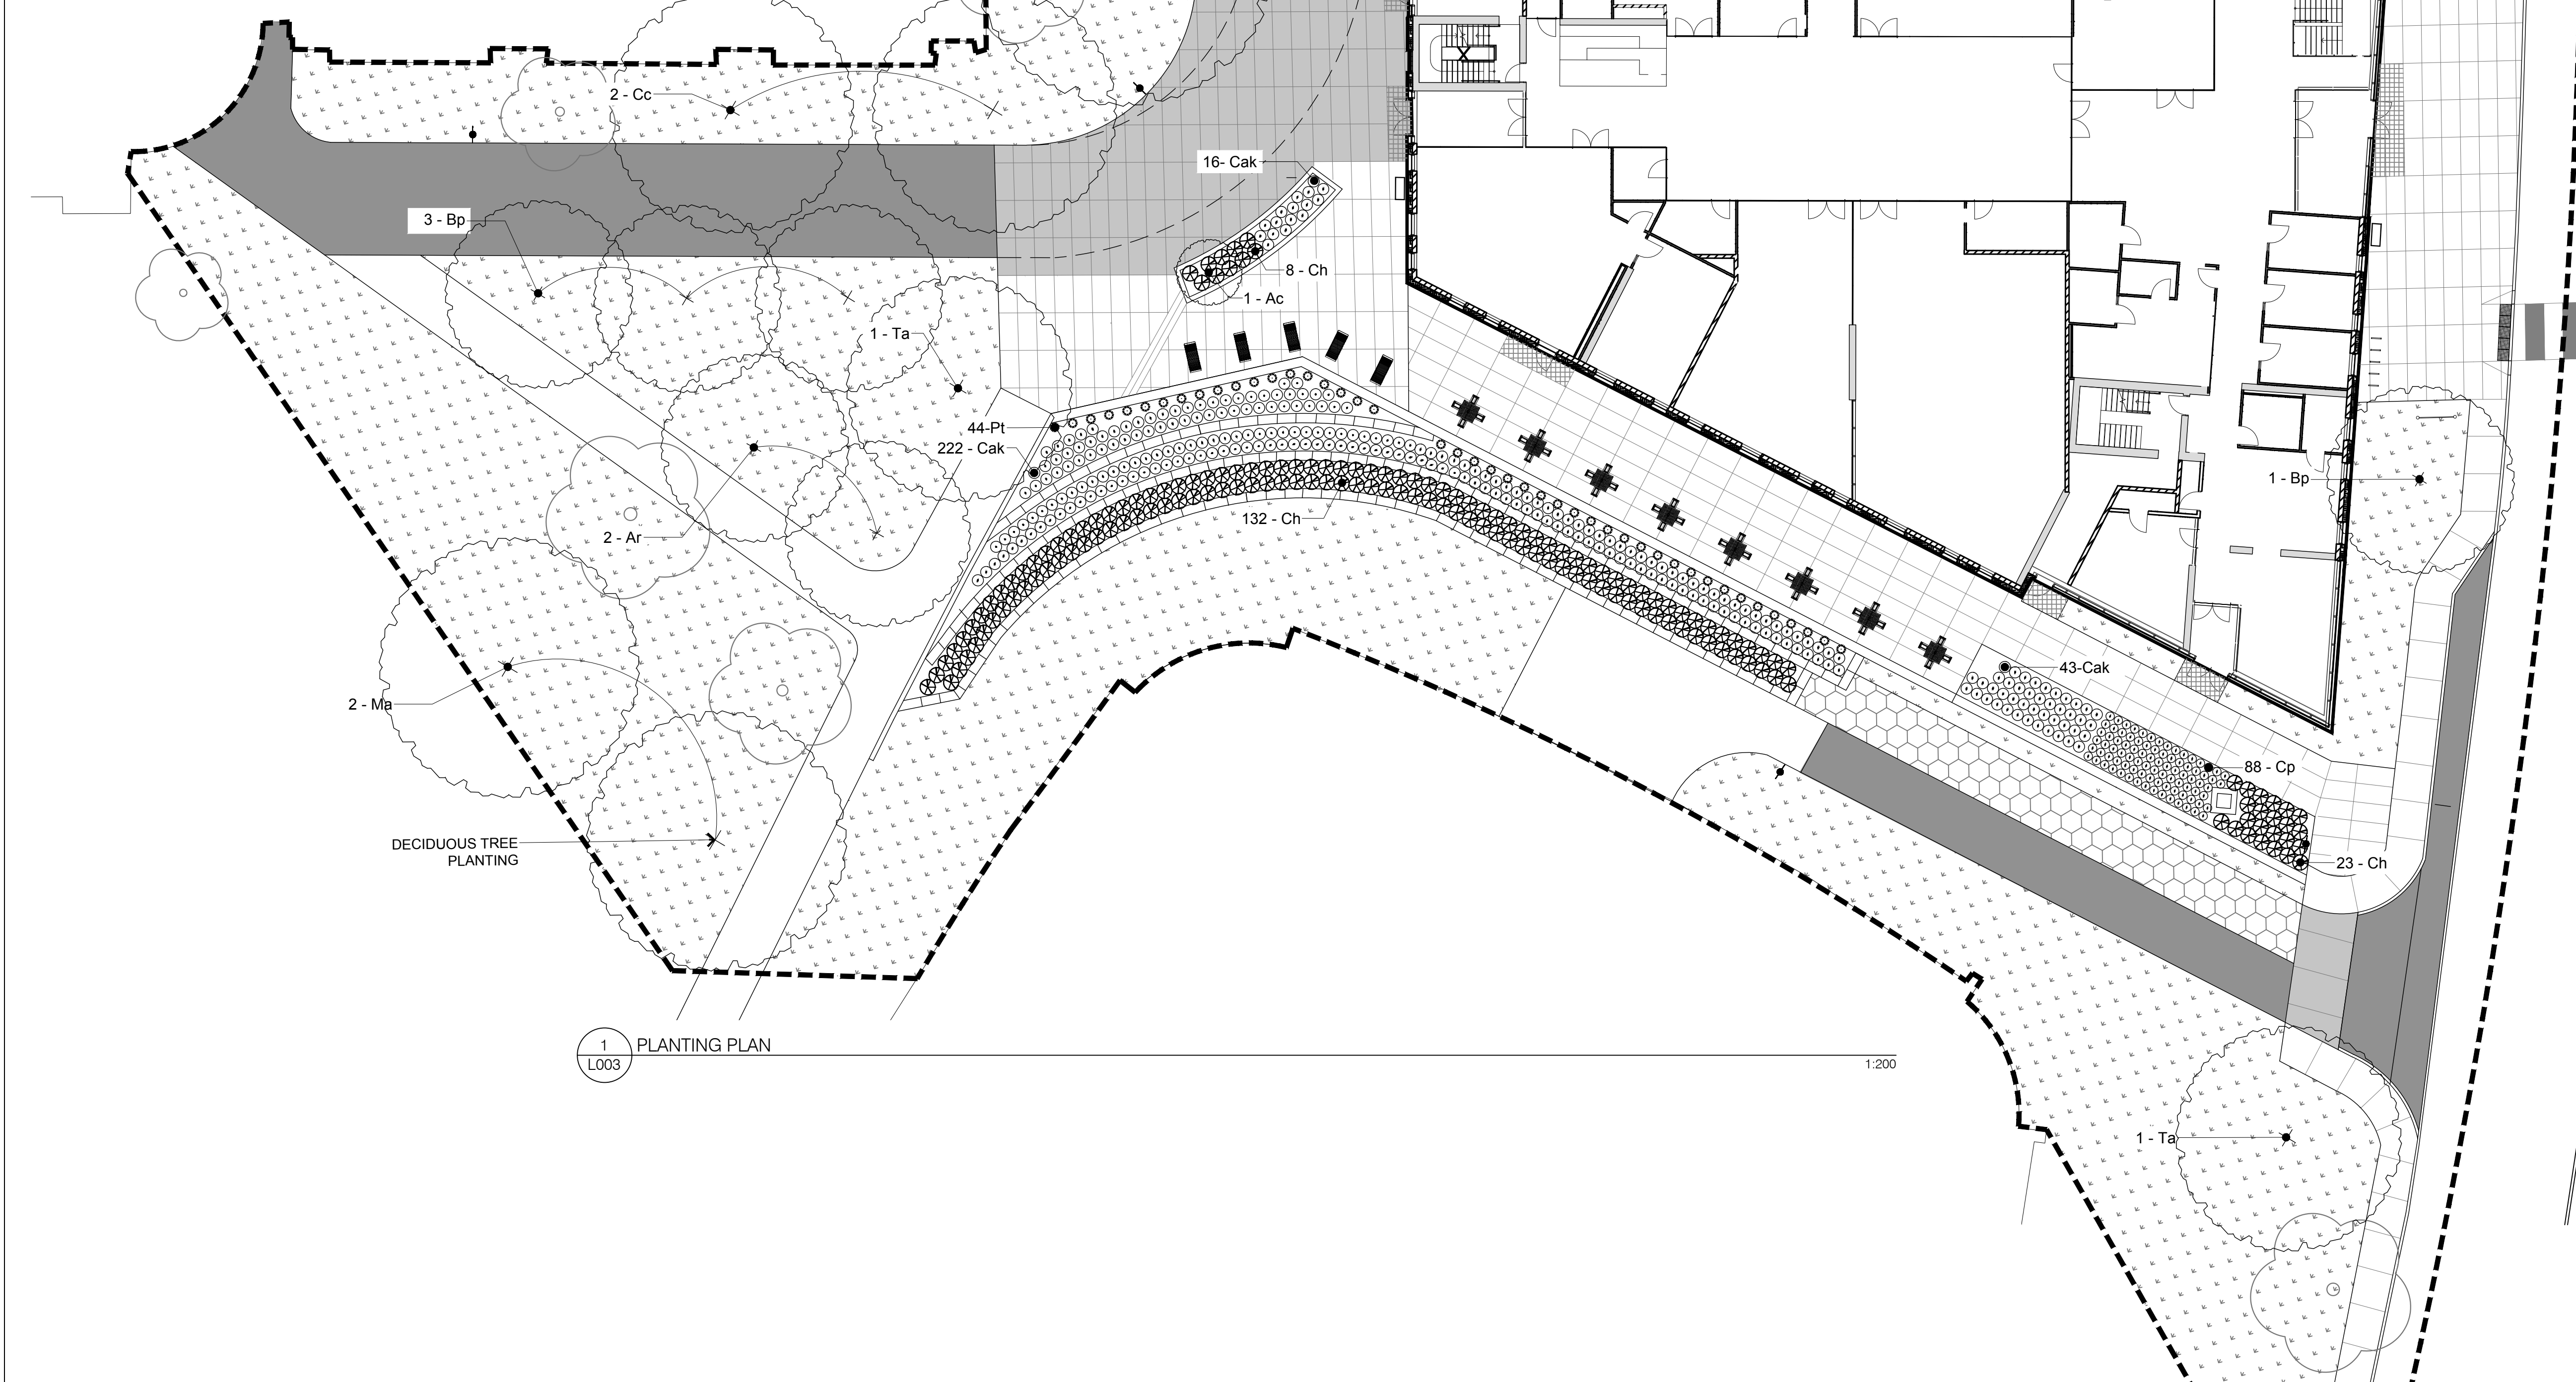 2 - Cc
16- Cak
3 - Bp
8 - Ch
1 - Ac
1 - Ta
44-Pt
222 - Cak
1 - Bp
132 - Ch
2 - Ar
43-Cak
2 - Ma
88 - Cp
DECIDUOUS TREE
PLANTING
23 - Ch
1
PLANTING PLAN
L003
1:200
1 - Ta